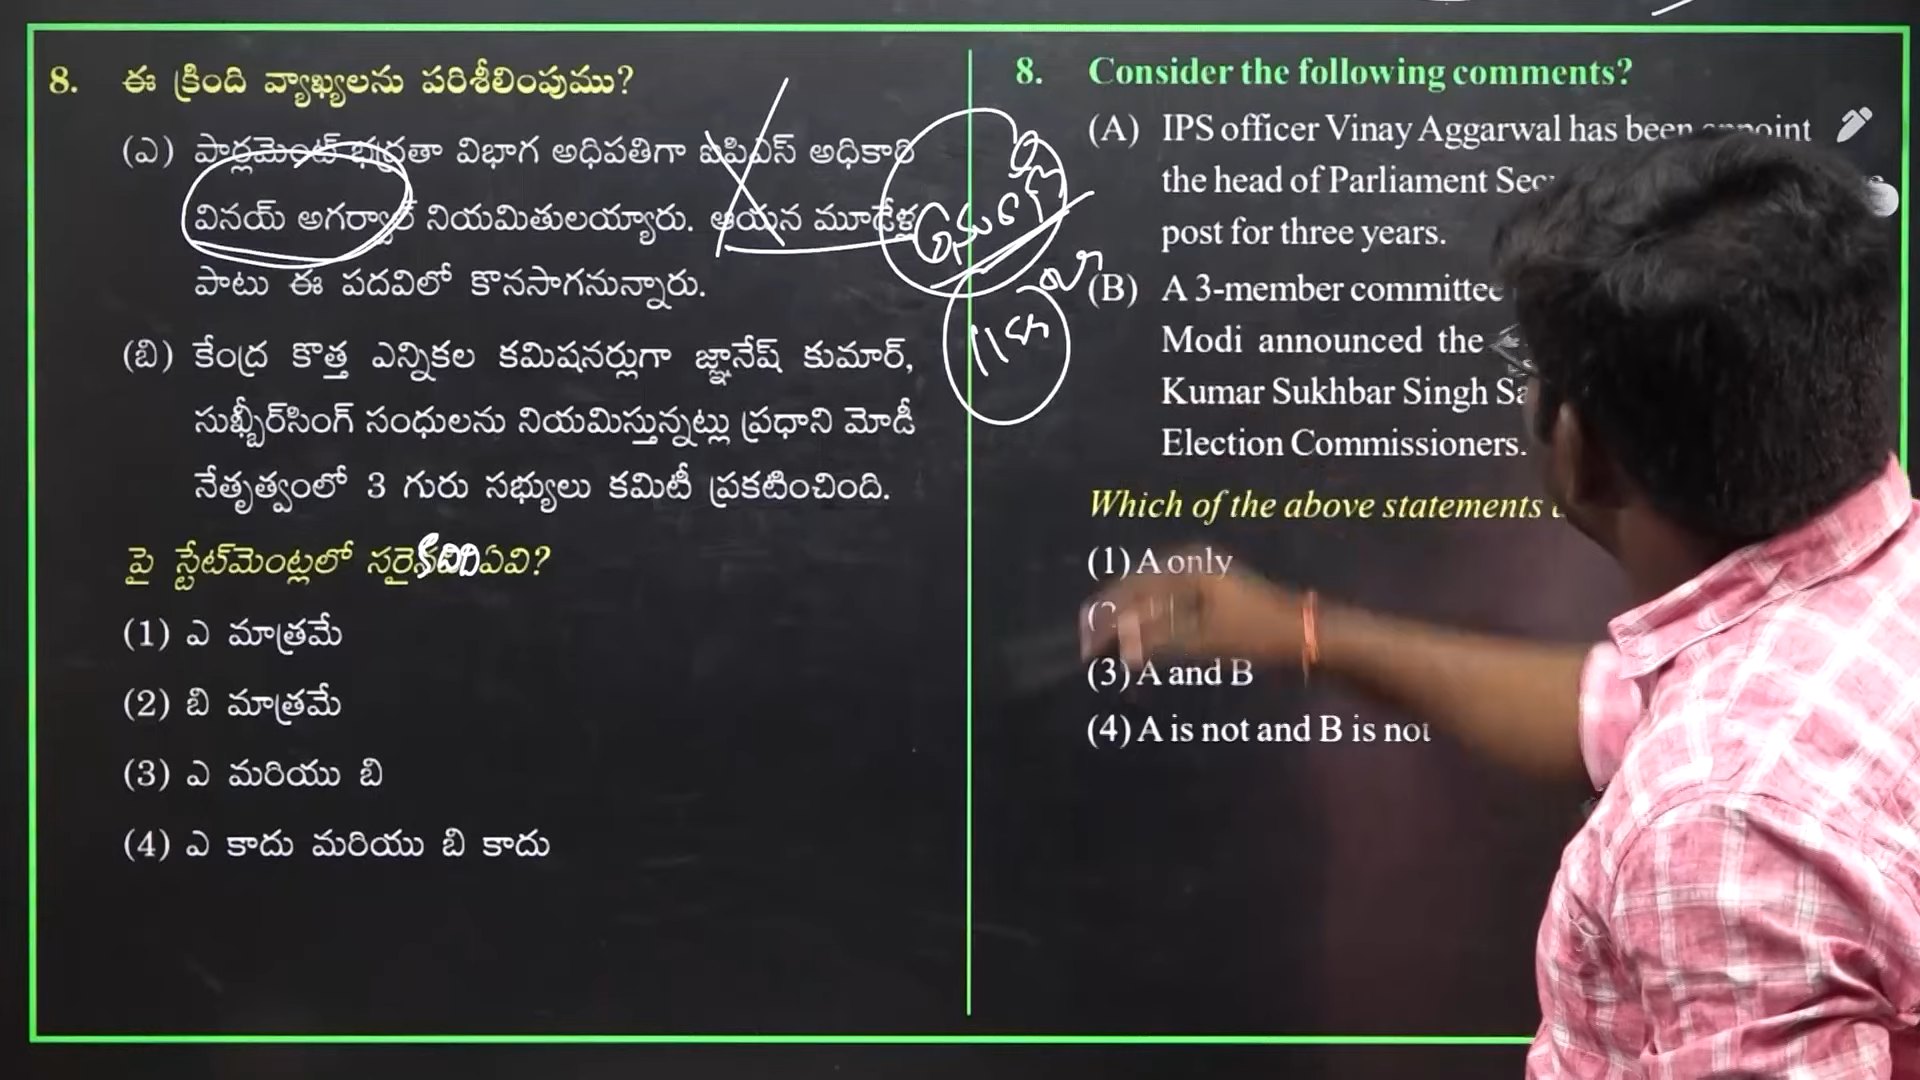 8. ఈ క్రింది వ్యాఖ్యలను పరిశీలింపుము?
(ఎ) పార్లమెంట్ భద్రతా విభాగ అధిపతిగా ఐపిఎస్ అధికారి
వినయ్ అగర్వాల్ నియమితులయ్యారు. ఆయన మూడేళ్ల
పాటు ఈ పదవిలో కొనసాగనున్నారు.
(బి) కేంద్ర కొత్త ఎన్నికల కమిషనర్లుగా జ్ఞానేష్ కుమార్,
సుఖ్బీర్‌సింగ్ సంధులను నియమిస్తున్నట్లు ప్రధాని మోడీ
నేతృత్వంలో 3 గురు సభ్యులు కమిటీ ప్రకటించింది.
పై స్టేట్‌మెంట్లలో ఏవి?
(1) ఎ మాత్రమే
(2) బి మాత్రమే
(3) ఎ మరియు బి
(4) ఎ కాదు మరియు బి కాదు
8. Consider the following comments?
(A) IPS officer Vinay Aggarwal has been appoint
the head of Parliament
post for three years.
(B) A 3-member committee
Modi announced the
Kumar Sukhbar Singh
Election Commissioners.
Which of the above statements
(1) A only
(3) A and B
(4) A is not and B is not